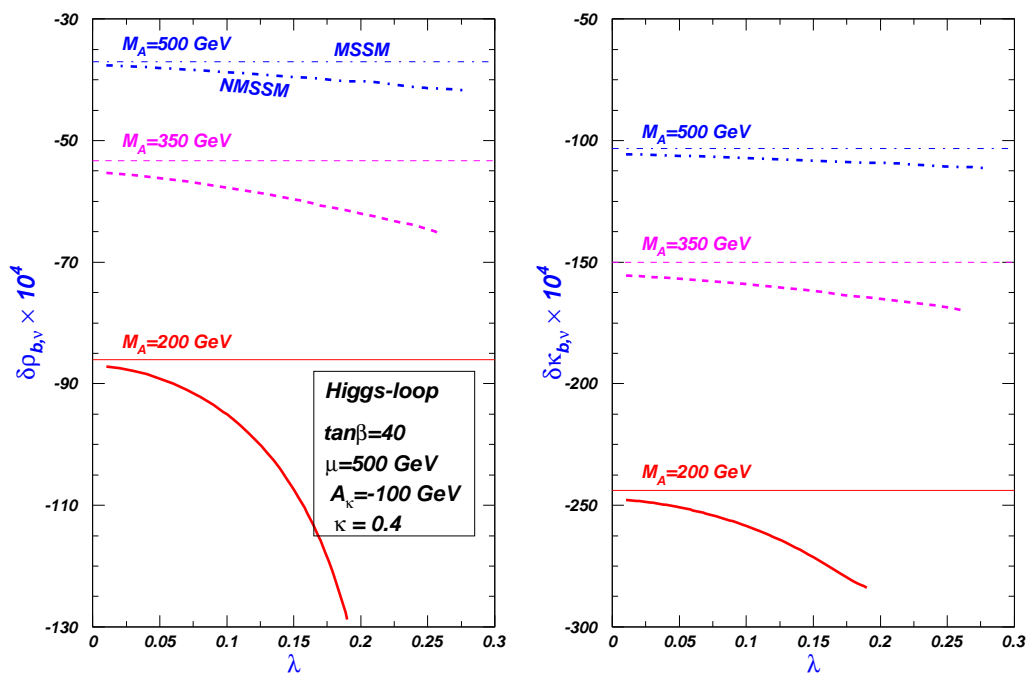 -30
-50
-70
-90
-110
-130
0
0.05
0.1
0.15
0.2
0.25
0.3
λ
δρb,ν × 10^4
M_A=500 GeV
MSSM
NMSSM
M_A=350 GeV
M_A=200 GeV
Higgs-loop
tanβ=40
μ=500 GeV
A_κ=-100 GeV
κ = 0.4
-50
-100
-150
-200
-250
-300
0
0.05
0.1
0.15
0.2
0.25
0.3
λ
δκb,ν × 10^4
M_A=500 GeV
M_A=350 GeV
M_A=200 GeV